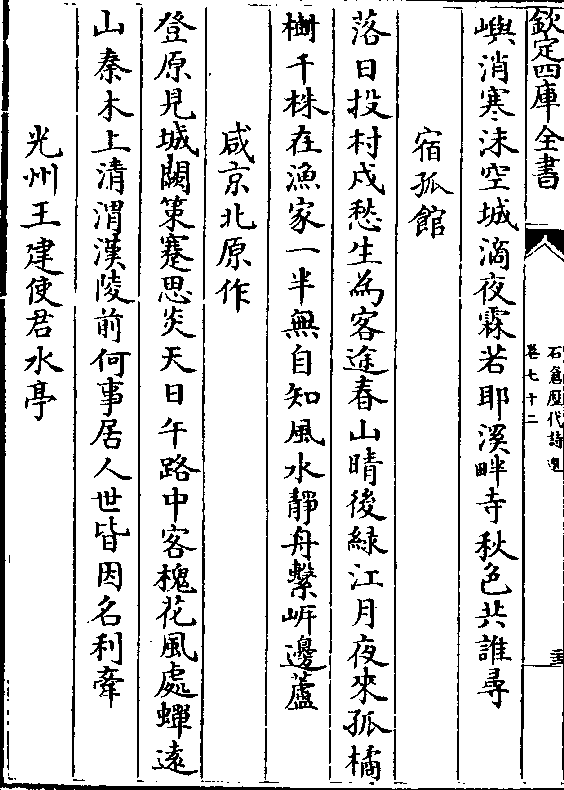 欽定四庫全書
石倉歷代詩選
卷七十二
嶼消寒沫空城滴夜霖若耶溪畔寺秋色共誰尋
宿孤館
落日投村戍愁生為客途春山晴後綠江月夜來孤橘
樹千株在漁家一半無自知風水靜舟繫岍邊蘆
咸京北原作
登原見城闕策蹇思炎天日午路中客槐花風處蟬遠
山秦木上清渭漢陵前何事居人世皆因名利牽
光州王建使君水亭